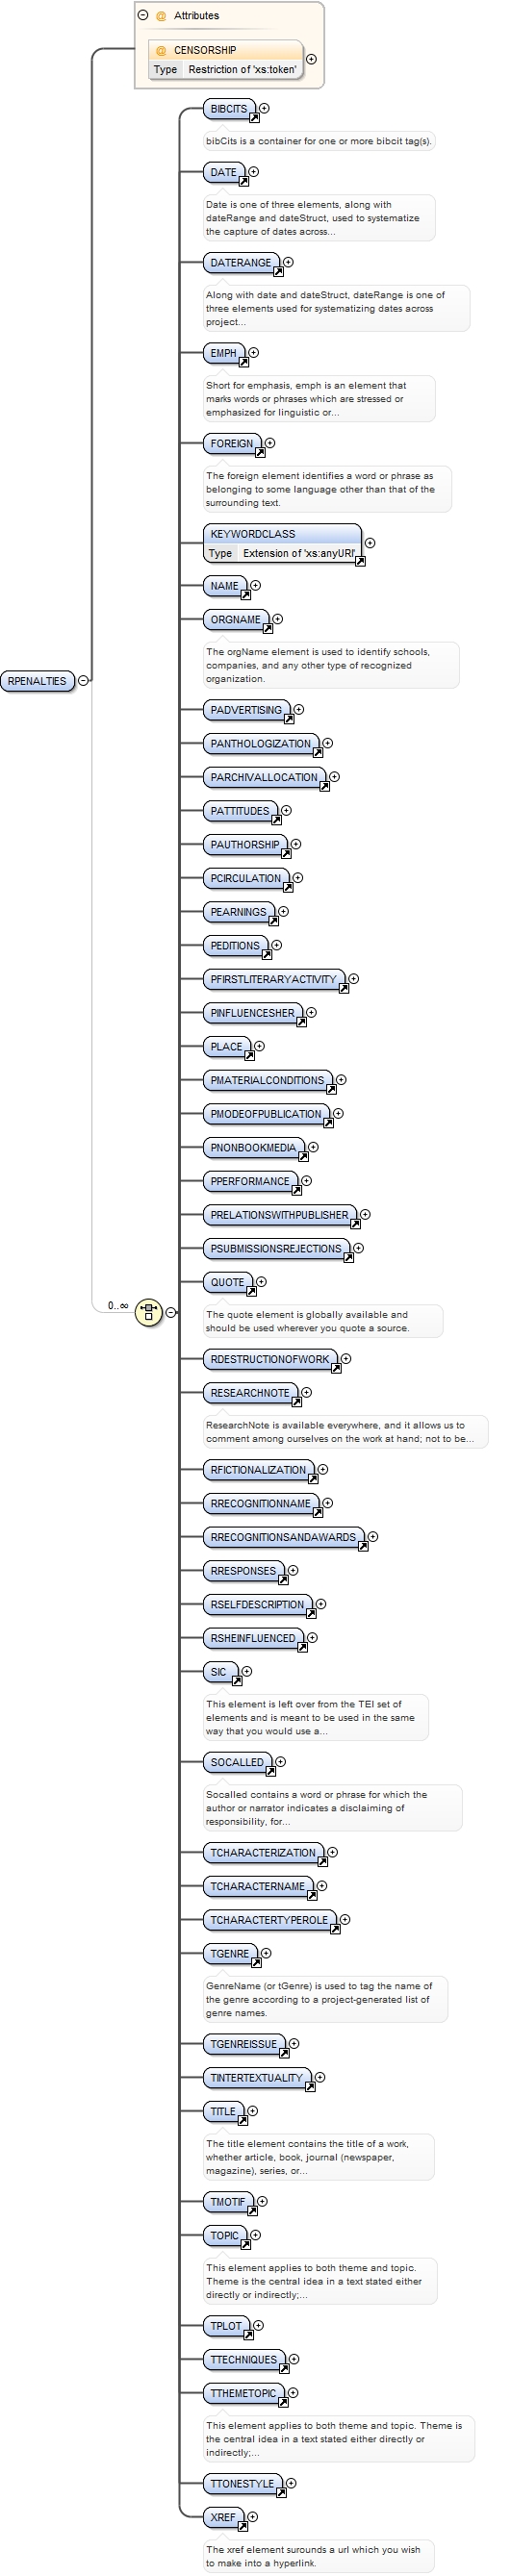 Attributes
CENSORSHIP
Type Restriction of 'xs:token'
BIBCITS
bibCits is a container for one or more bibcit tag(s).
DATE
Date is one of three elements, along with
dateRange and dateStruct, used to systematize
the capture of dates across...
DATERANGE
Along with date and dateStruct, dateRange is one of
three elements used for systematizing dates across
project...
EMPH
Short for emphasis, emph is an element that
marks words or phrases which are stressed or
emphasized for linguistic or...
FOREIGN
The foreign element identifies a word or phrase as
belonging to some language other than that of the
surrounding text.
KEYWORDCLASS
Type Extension of 'xs:anyURI'
NAME
ORGNAME
The orgName element is used to identify schools,
companies, and any other type of recognized
organization.
RPENALTIES
PADVERTISING
PANTHOLOGIZATION
PARCHIVALLOCATION
PATTITUDES
PAUTHORSHIP
PCIRCULATION
PEARNINGS
PEDITIONS
PFIRSTLITERARYACTIVITY
PINFLUENCESHER
PLACE
PMATERIALCONDITIONS
PMODEOFPUBLICATION
PNONBOOKMEDIA
PPERFORMANCE
PRELATIONSWITHPUBLISHER
PSUBMISSIONSREJECTIONS
QUOTE
0..∞
The quote element is globally available and
should be used wherever you quote a source.
RDESTRUCTIONOFWORK
RESEARCHNOTE
ResearchNote is available everywhere, and it allows us to
comment among ourselves on the work at hand; not to be...
RFICTIONALIZATION
RRECOGNITIONNAME
RRECOGNITIONSANDAWARDS
RRESPONSES
RSELFDESCRIPTION
RSHEINFLUENCED
SIC
This element is left over from the TEI set of
elements and is meant to be used in the same
way that you would use a...
SOCALLED
Socalled contains a word or phrase for which the
author or narrator indicates a disclaiming of
responsibility, for...
TCHARACTERIZATION
TCHARACTERNAME
TCHARACTERTYPEROLE
TGENRE
GenreName (or tGenre) is used to tag the name of
the genre according to a project-generated list of
genre names.
TGENREISSUE
TINTERTEXTUALITY
TITLE
The title element contains the title of a work,
whether article, book, journal (newspaper,
magazine), series, or...
TMOTIF
TOPIC
This element applies to both theme and topic.
Theme is the central idea in a text stated either
directly or indirectly;...
TPLOT
TTECHNIQUES
TTHEMETOPIC
This element applies to both theme and topic. Theme is
the central idea in a text stated either directly or
indirectly;...
TTONESTYLE
XREF
The xref element surounds a url which you wish
to make into a hyperlink.